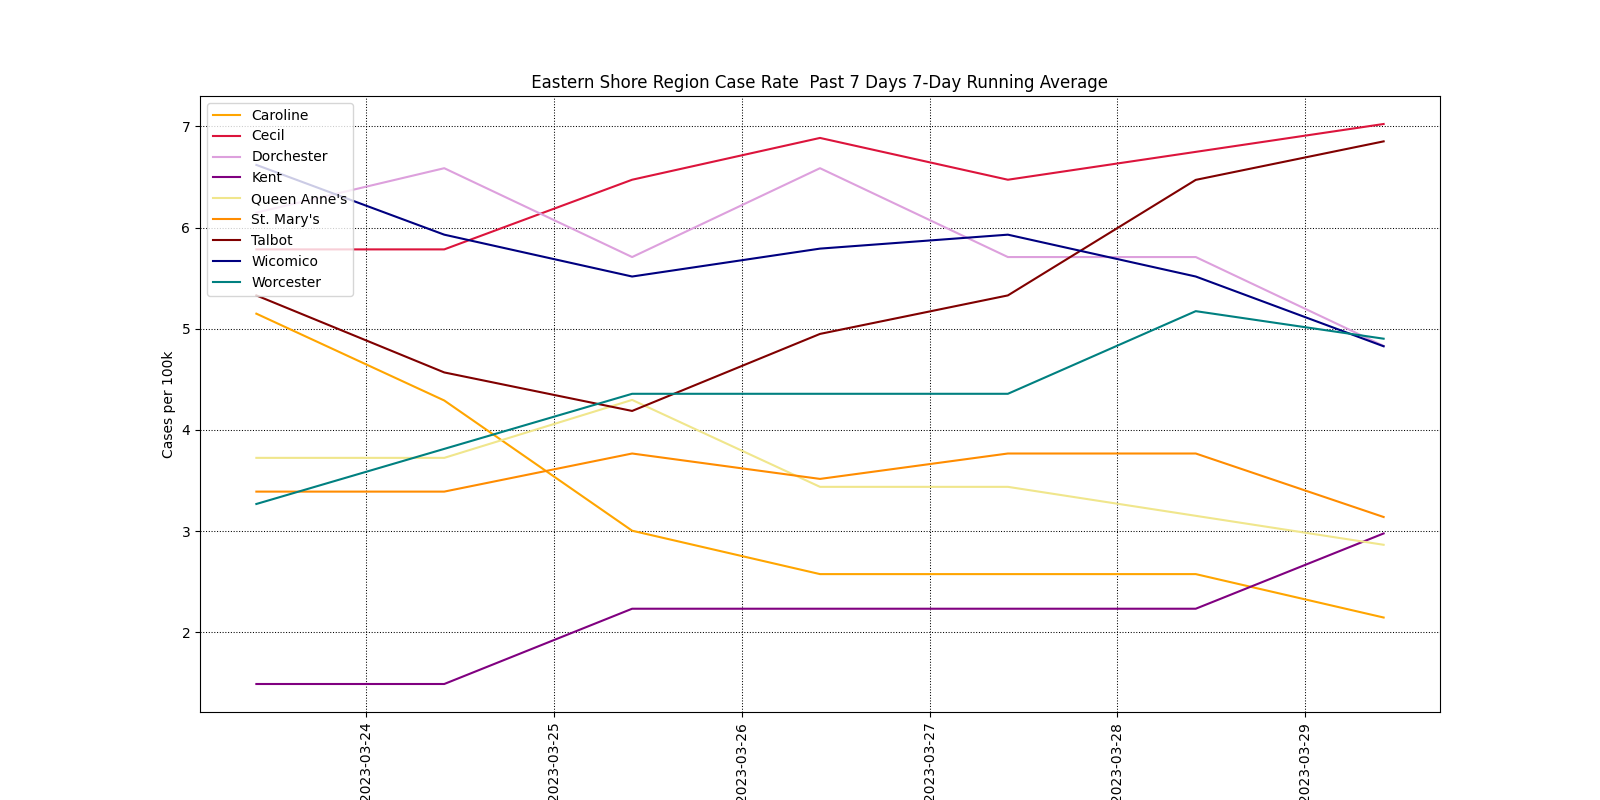 Eastern Shore Region Case Rate  Past 7 Days 7-Day Running Average
Caroline
Cecil
Dorchester
Kent
Queen Anne's
St. Mary's
Talbot
Wicomico
Worcester
7
6
5
4
3
2
Cases per 100k
2023-03-24
2023-03-25
2023-03-26
2023-03-27
2023-03-28
2023-03-29